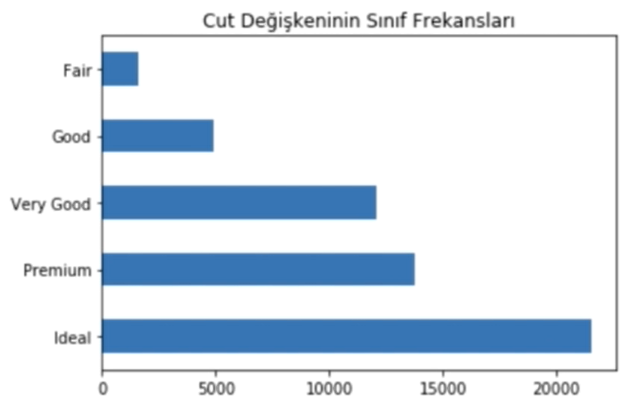 Cut Değişkeninin Sınıf Frekansları
Fair
Good
Very Good
Premium
Ideal
0 5000 10000 15000 20000